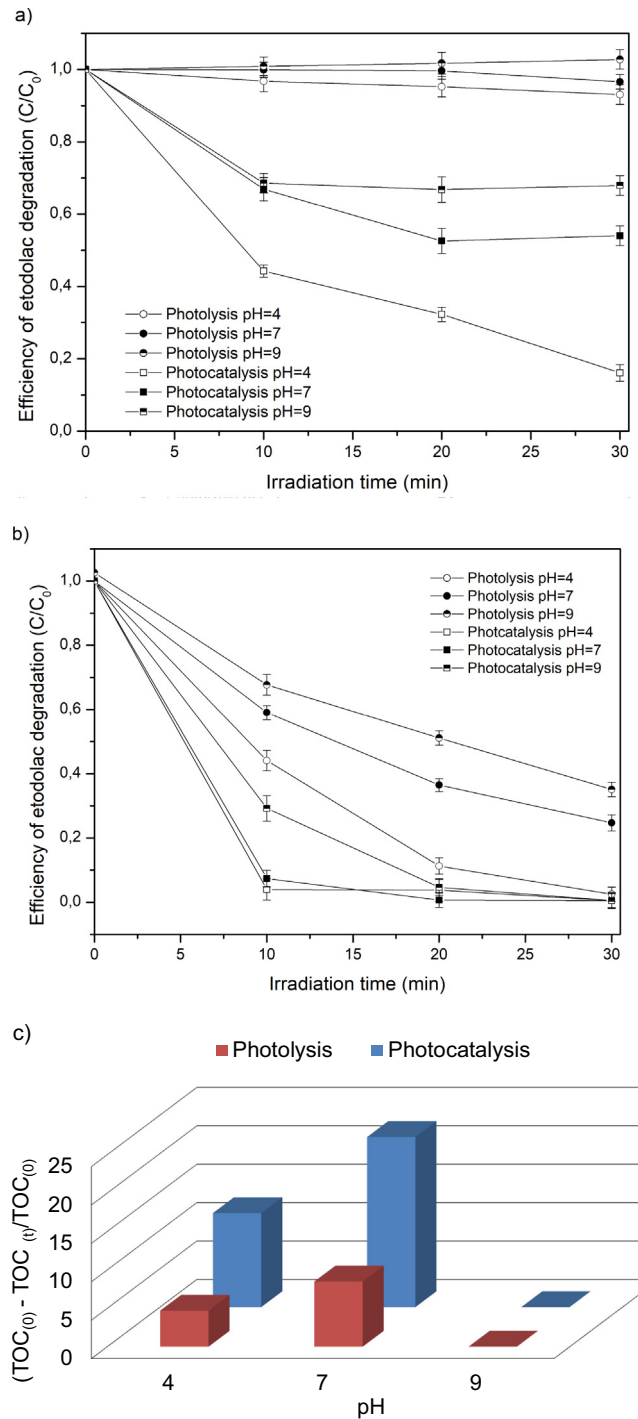 a)
Efficiency of etodolac degradation (C/C0)
1,0
0,8
0,6
0,4
0,2
0,0
Photolysis pH=4
Photolysis pH=7
Photolysis pH=9
Photocatalysis pH=4
Photocatalysis pH=7
Photocatalysis pH=9
0 5 10 15 20 25 30
Irradiation time (min)
b)
Efficiency of etodolac degradation (C/C0)
1,0
0,8
0,6
0,4
0,2
0,0
Photolysis pH=4
Photolysis pH=7
Photolysis pH=9
Photcatalysis pH=4
Photocatalysis pH=7
Photocatalysis pH=9
0 5 10 15 20 25 30
Irradiation time (min)
c)
Photolysis Photocatalysis
(TOC(0) - TOC (t)/TOC(0)
25
20
15
10
5
0
4 7 9
pH